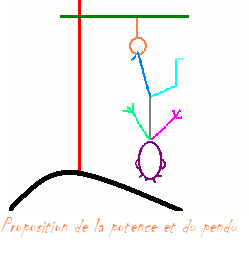 Proposition de la potence et du pendu